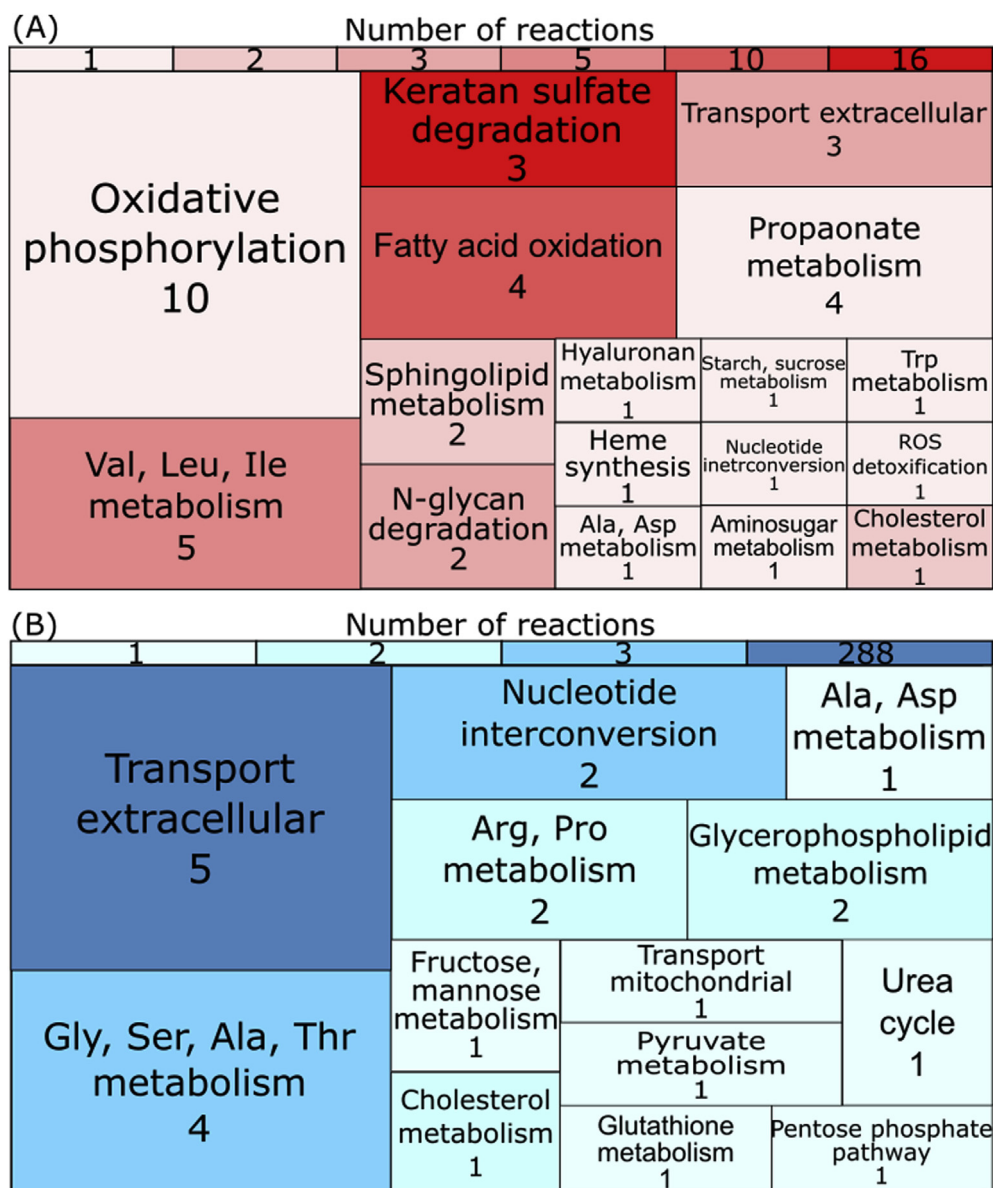 (A)
Number of reactions
1 2 3 5 10 16
Oxidative
phosphorylation
10
Keratan sulfate
degradation
3
Transport extracellular
3
Fatty acid oxidation
4
Propaonate
metabolism
4
Val, Leu, Ile
metabolism
5
Sphingolipid
metabolism
2
N-glycan
degradation
2
Hyaluronan
metabolism
1
Starch, sucrose
metabolism
1
Trp
metabolism
1
Heme
synthesis
1
Nucleotide
inetrconversion
1
ROS
detoxification
1
Ala, Asp
metabolism
1
Aminosugar
metabolism
1
Cholesterol
metabolism
1
(B)
Number of reactions
1 2 3 288
Transport
extracellular
5
Nucleotide
interconversion
2
Ala, Asp
metabolism
1
Arg, Pro
metabolism
2
Glycerophospholipid
metabolism
2
Gly, Ser, Ala, Thr
metabolism
4
Fructose,
mannose
metabolism
1
Transport
mitochondrial
1
Urea
cycle
1
Pyruvate
metabolism
1
Cholesterol
metabolism
1
Glutathione
metabolism
1
Pentose phosphate
pathway
1